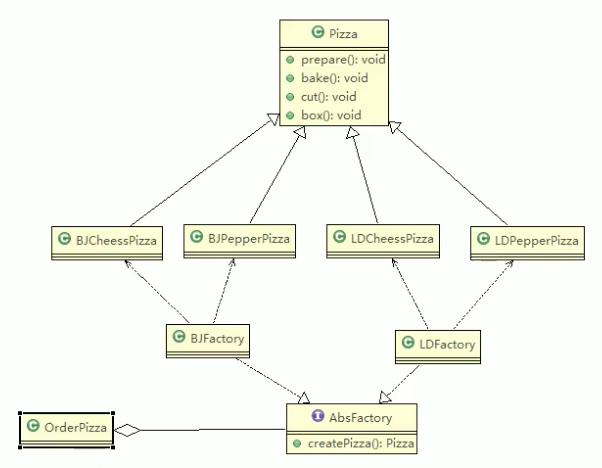 Pizza
prepare(): void
bake(): void
cut(): void
box(): void
BJCheessPizza
BJPepperPizza
LDCheessPizza
LDPepperPizza
BJFactory
LDFactory
OrderPizza
AbsFactory
createPizza(): Pizza